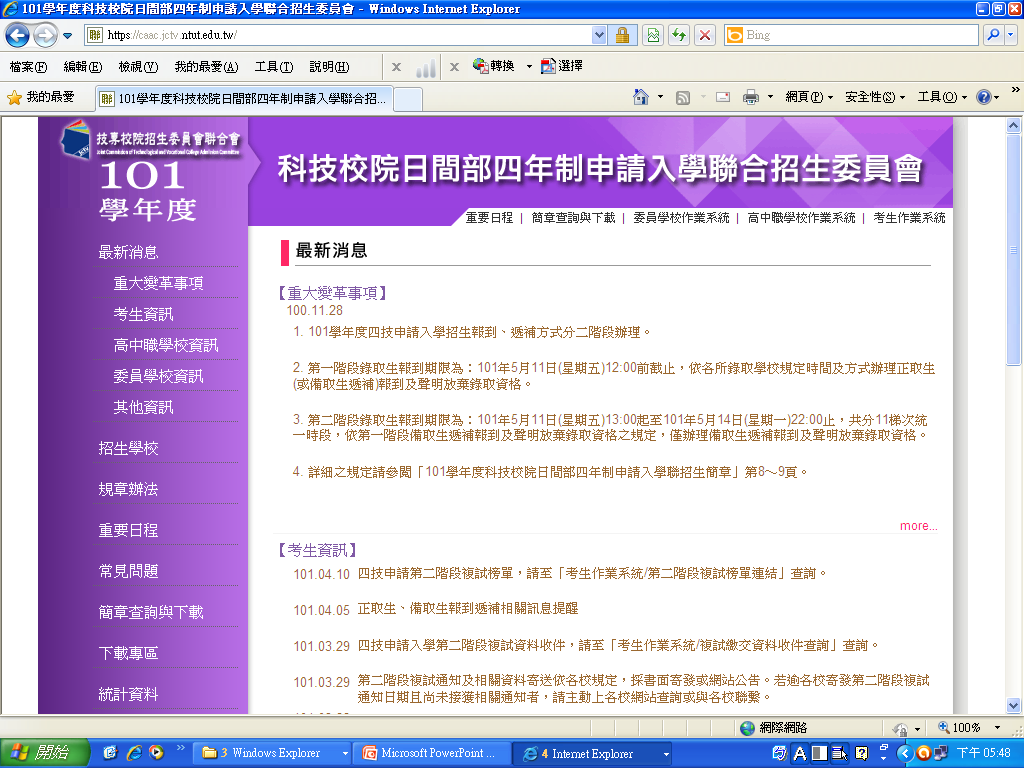 101學年度科技校院日間部四年制申請入學聯合招生委員會 - Windows Internet Explorer
https://caac.jctv.ntut.edu.tw/
Bing
檔案(F) 編輯(E) 檢視(V) 我的最愛(A) 工具(T) 說明(H)
轉換 選擇
我的最愛
101學年度科技校院日間部四年制申請入學聯合招...
網頁(P) 安全性(S) 工具(O)
技專校院招生委員會聯合會
101
學年度
科技校院日間部四年制申請入學聯合招生委員會
重要日程 | 簡章查詢與下載 | 委員學校作業系統 | 高中職學校作業系統 | 考生作業系統
最新消息
重大變革事項
考生資訊
高中職學校資訊
委員學校資訊
其他資訊
招生學校
規章辦法
重要日程
常見問題
簡章查詢與下載
下載專區
統計資料
最新消息
【重大變革事項】
100.11.28
1. 101學年度四技申請入學招生報到、遞補方式分二階段辦理。
2. 第一階段錄取生報到期限為：101年5月11日(星期五)12:00前截止，依各所錄取學校規定時間及方式辦理正取生
(或備取生遞補)報到及聲明放棄錄取資格。
3. 第二階段錄取生報到期限為：101年5月11日(星期五)13:00起至101年5月14日(星期一)22:00止，共分11梯次統
一時段，依第一階段備取生遞補報到及聲明放棄錄取資格之規定，僅辦理備取生遞補報到及聲明放棄錄取資格。
4. 詳細之規定請參閱「101學年度科技校院日間部四年制申請入學聯招生簡章」第8～9頁。
more...
【考生資訊】
101.04.10 四技申請第二階段複試榜單，請至「考生作業系統/第二階段複試榜單連結」查詢。
101.04.05 正取生、備取生報到遞補相關訊息提醒
101.03.29 四技申請入學第二階段複試資料收件，請至「考生作業系統/複試繳交資料收件查詢」查詢。
101.03.29 第二階段複試通知及相關資料寄送依各校規定，採書面寄發或網站公告。若逾各校寄發第二階段複試
通知日期且尚未接獲相關通知者，請主動上各校網站查詢或與各校聯繫。
網際網路
100%
開始
3 Windows Explorer
Microsoft PowerPoint ...
4 Internet Explorer
下午 05:48